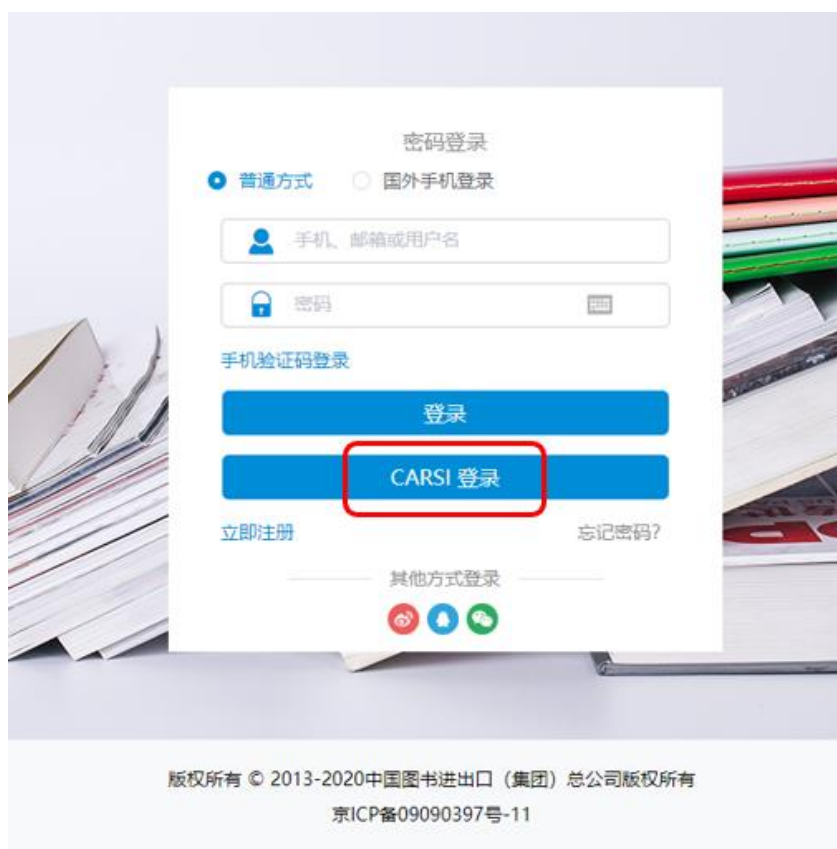 密码登录
普通方式 国外手机登录
手机、邮箱或用户名
密码
手机验证码登录
登录
CARSI 登录
立即注册 忘记密码?
其他方式登录
版权所有 © 2013-2020中国图书进出口（集团）总公司版权所有
京ICP备09090397号-11